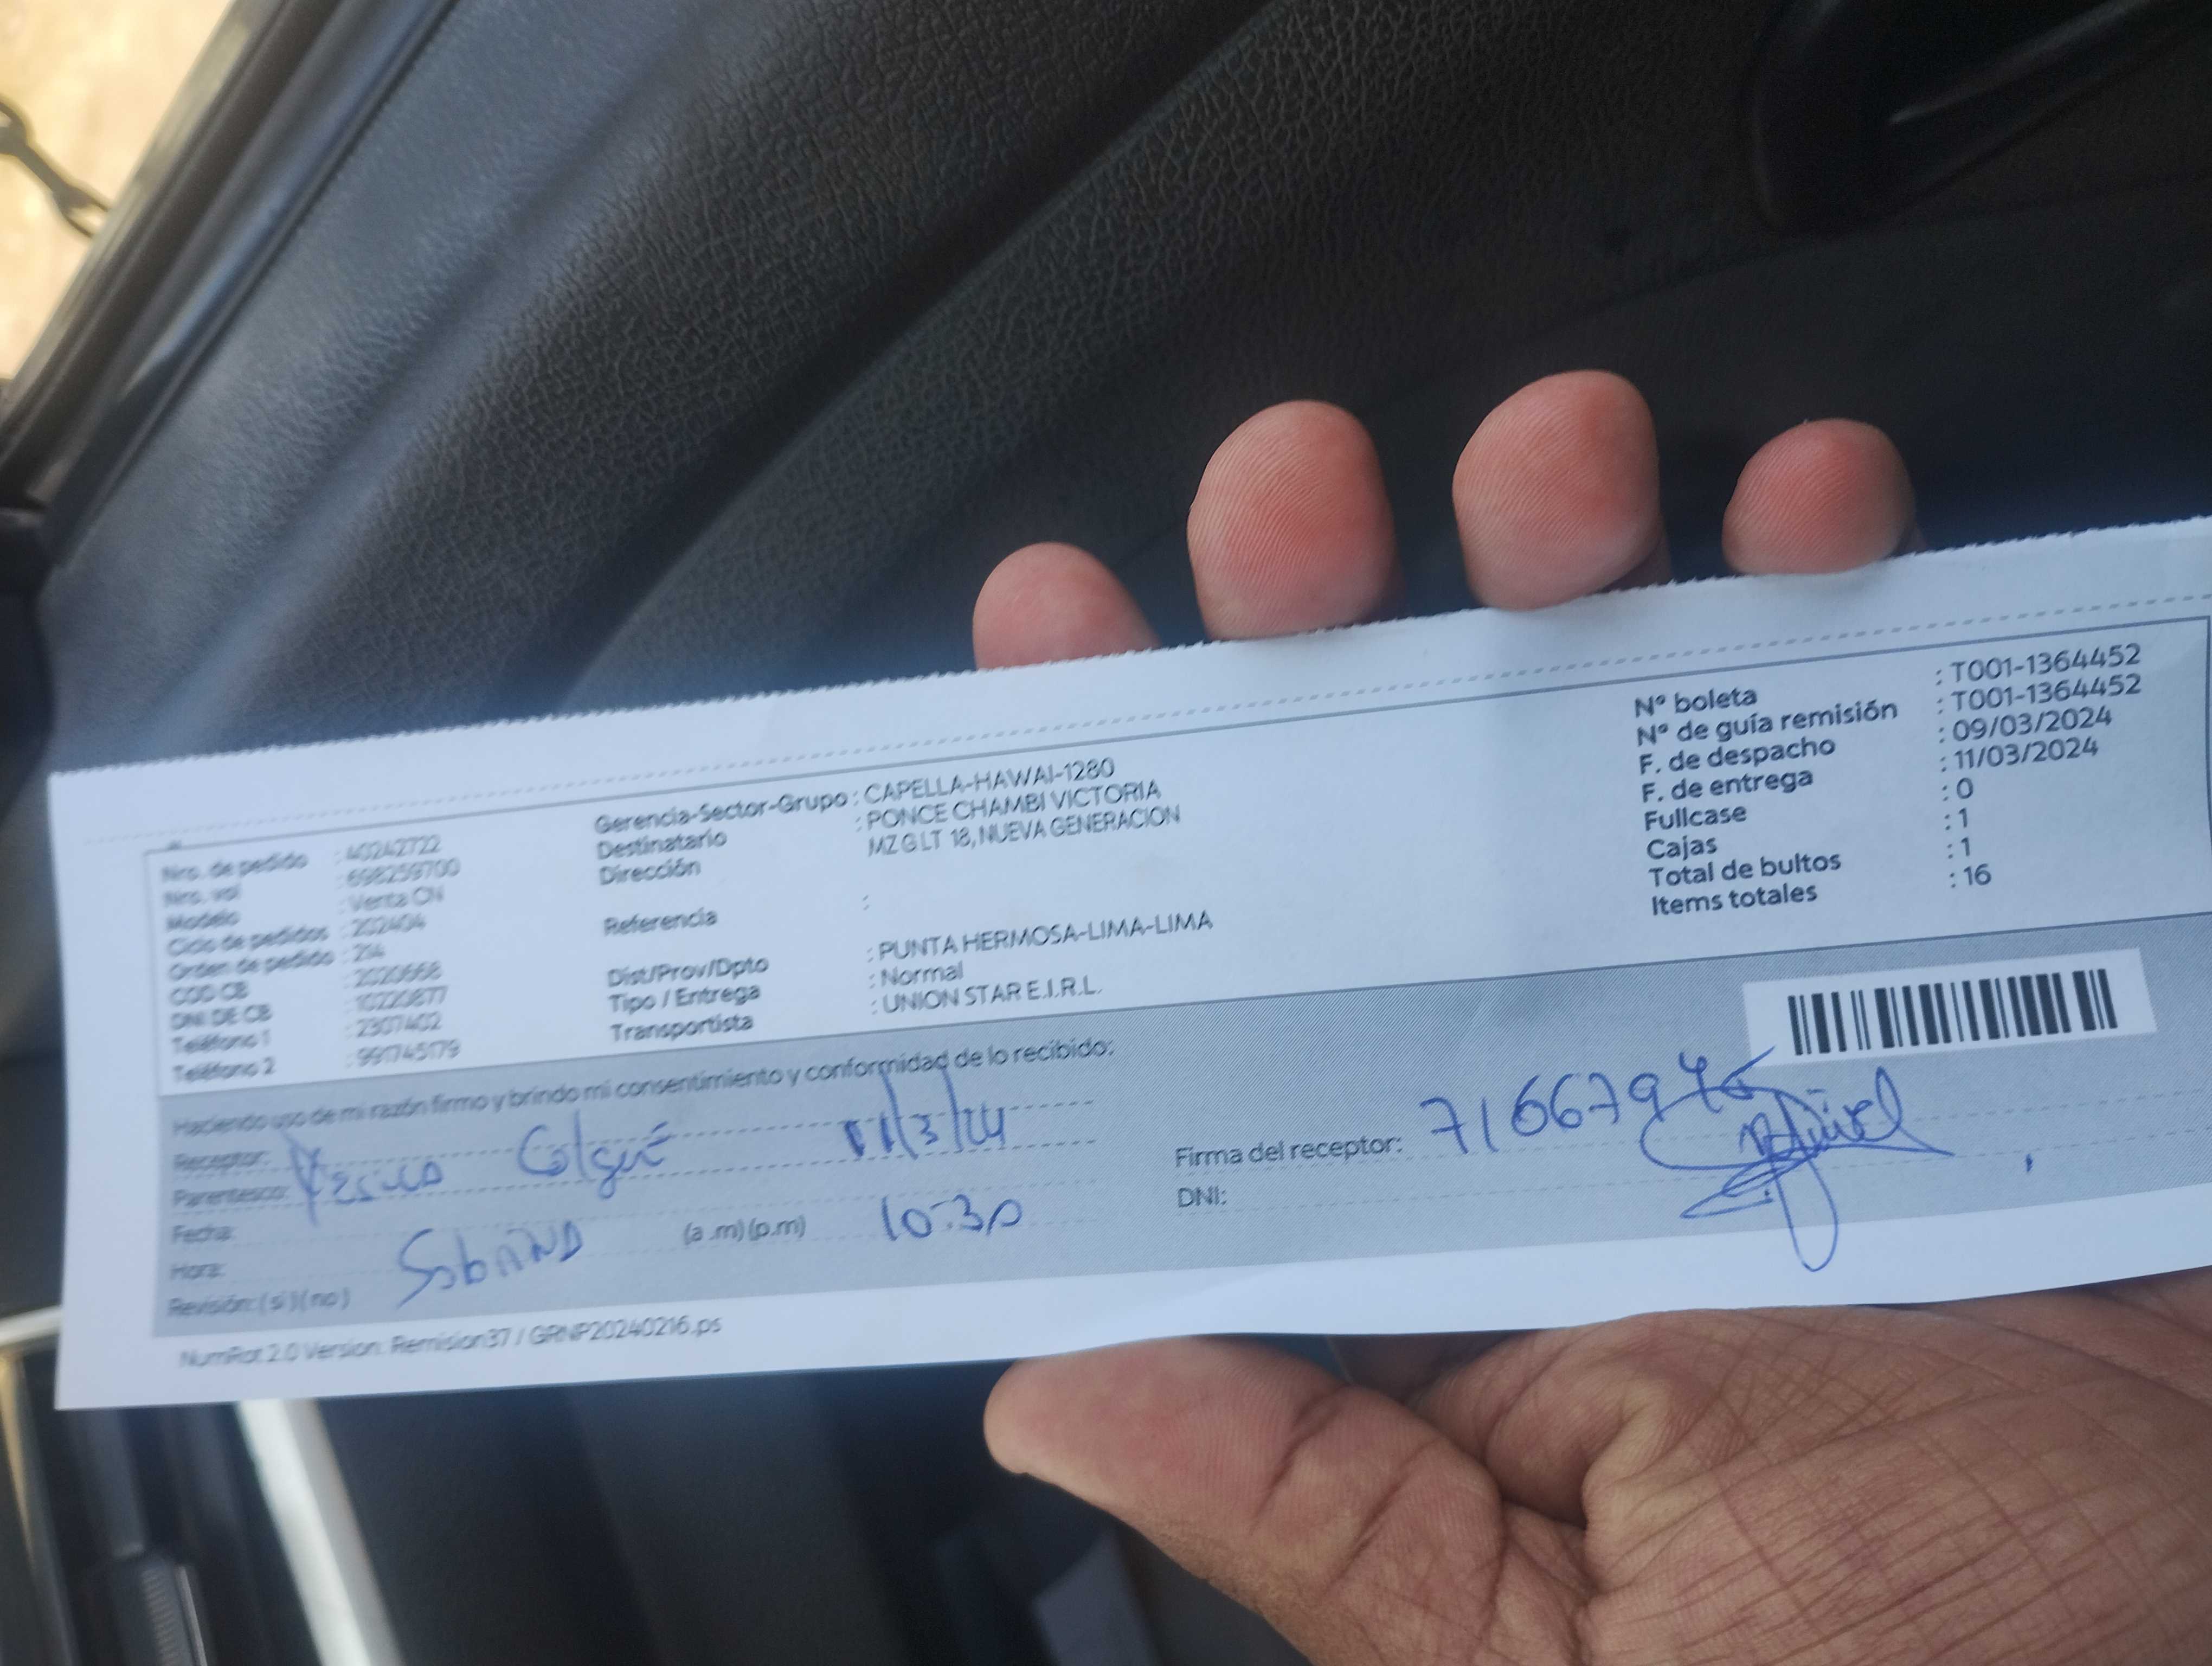 Nro. de pedido : 40242722
Nro. vol : 698259700
Modelo : Venta CN
Ciclo de pedidos : 202404
Orden de pedido : 214
COD CB : 2020668
DNI DE CB : 10220877
Teléfono 1 : 2307402
Teléfono 2 : 991745179
Gerencia-Sector-Grupo : CAPELLA-HAWAI-1280
Destinatario : PONCE CHAMBI VICTORIA
Dirección MZ G LT 18, NUEVA GENERACION
Referencia :
Dist/Prov/Dpto : PUNTA HERMOSA-LIMA-LIMA
Tipo / Entrega : Normal
Transportista : UNION STAR E.I.R.L.
Nº boleta : T001-1364452
Nº de guía remisión : T001-1364452
F. de despacho : 09/03/2024
F. de entrega : 11/03/2024
Fullcase : 0
Cajas : 1
Total de bultos : 1
Items totales : 16
Haciendo uso de mi razón firmo y brindo mi consentimiento y conformidad de lo recibido:
Receptor:
Parentesco:
Fecha: 11/3/24
Hora: (a .m) (p.m) 10:30
Revisión: ( si ) ( no )
Firma del receptor:
DNI:
NumRot 2.0 Version: Remision37 / GRNP20240216.ps